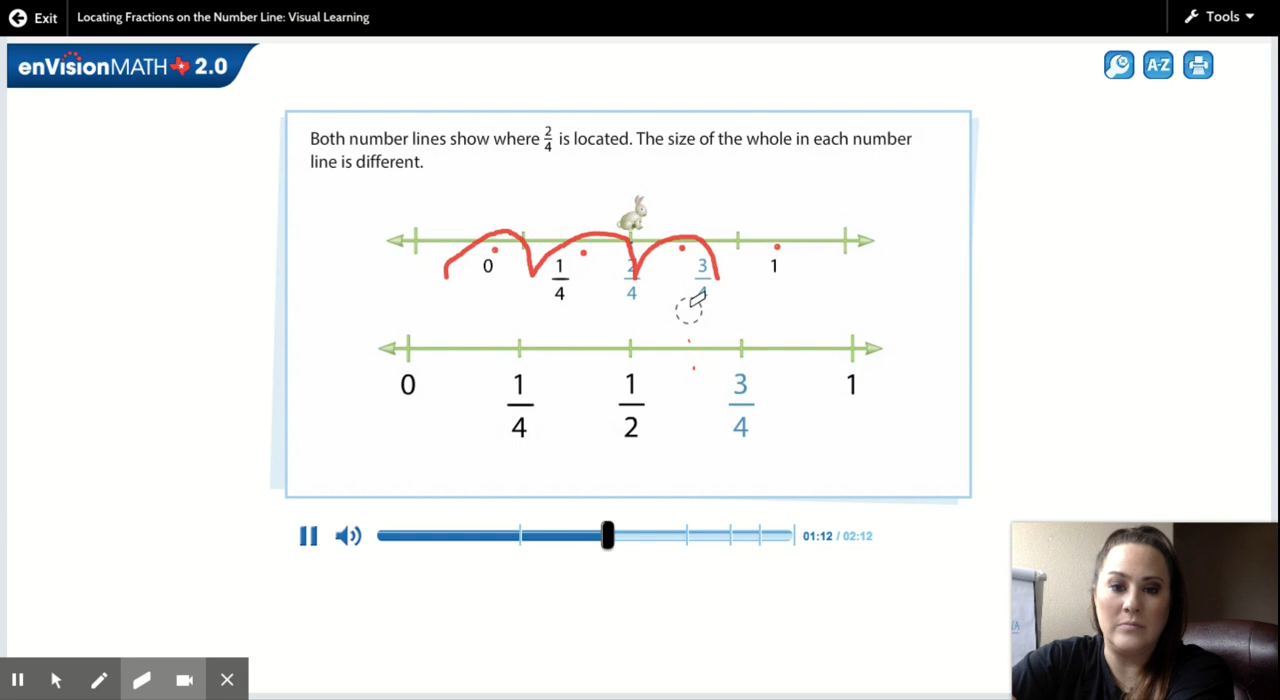 Exit Locating Fractions on the Number Line: Visual Learning Tools
enVisionMATH 2.0
A-Z
Both number lines show where 2/4 is located. The size of the whole in each number
line is different.
0 1/4 2/4 3/4 1
0 1/4 1/2 3/4 1
01:12 / 02:12